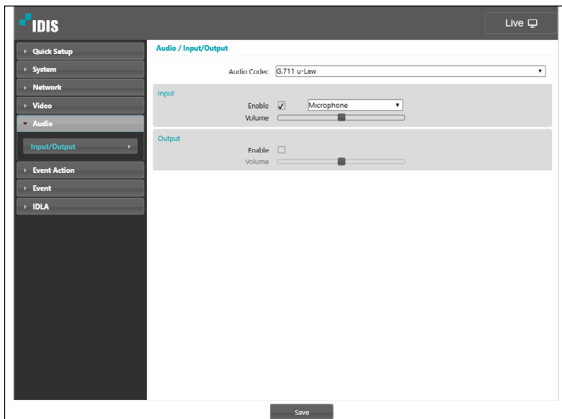 IDIS
Live
Quick Setup
System
Network
Video
Audio
Input/Output
Event Action
Event
IDLA
Audio / Input/Output
Audio Codec G.711 u-Law
Input
Enable Microphone
Volume
Output
Enable
Volume
Save